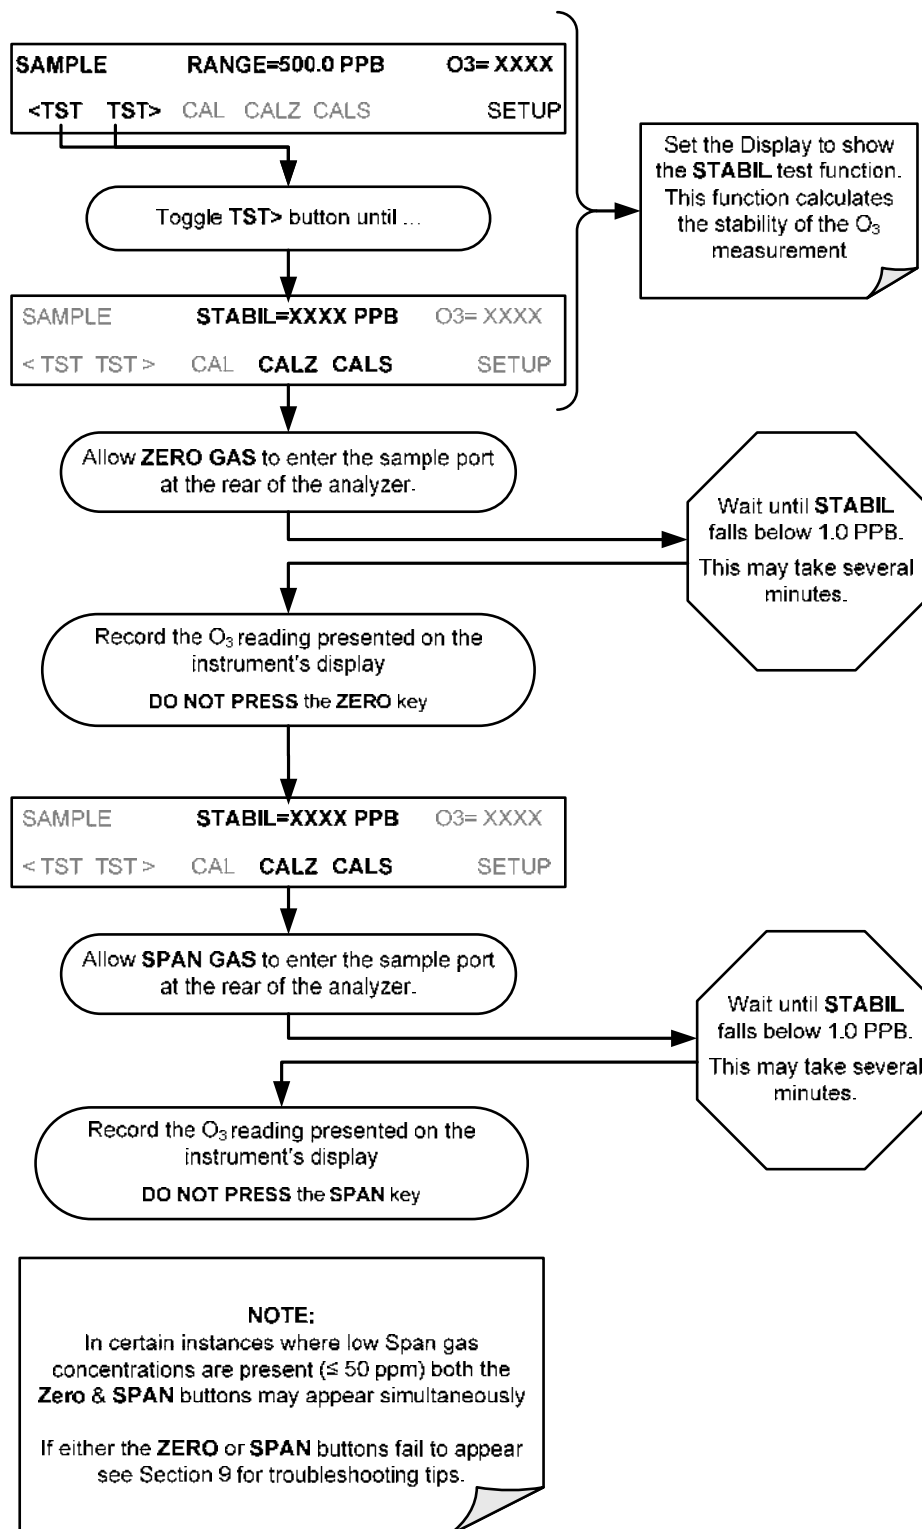 SAMPLE RANGE=500.0 PPB O3= XXXX
<TST TST> CAL CALZ CALS SETUP
Set the Display to show
the STABIL test function.
This function calculates
the stability of the O3
measurement
Toggle TST> button until ...
SAMPLE STABIL=XXXX PPB O3= XXXX
< TST TST > CAL CALZ CALS SETUP
Allow ZERO GAS to enter the sample port
at the rear of the analyzer.
Wait until STABIL
falls below 1.0 PPB.
This may take several
minutes.
Record the O3 reading presented on the
instrument's display
DO NOT PRESS the ZERO key
SAMPLE STABIL=XXXX PPB O3= XXXX
< TST TST > CAL CALZ CALS SETUP
Allow SPAN GAS to enter the sample port
at the rear of the analyzer.
Wait until STABIL
falls below 1.0 PPB.
This may take several
minutes.
Record the O3 reading presented on the
instrument's display
DO NOT PRESS the SPAN key
NOTE:
In certain instances where low Span gas
concentrations are present (≤ 50 ppm) both the
Zero & SPAN buttons may appear simultaneously
If either the ZERO or SPAN buttons fail to appear
see Section 9 for troubleshooting tips.